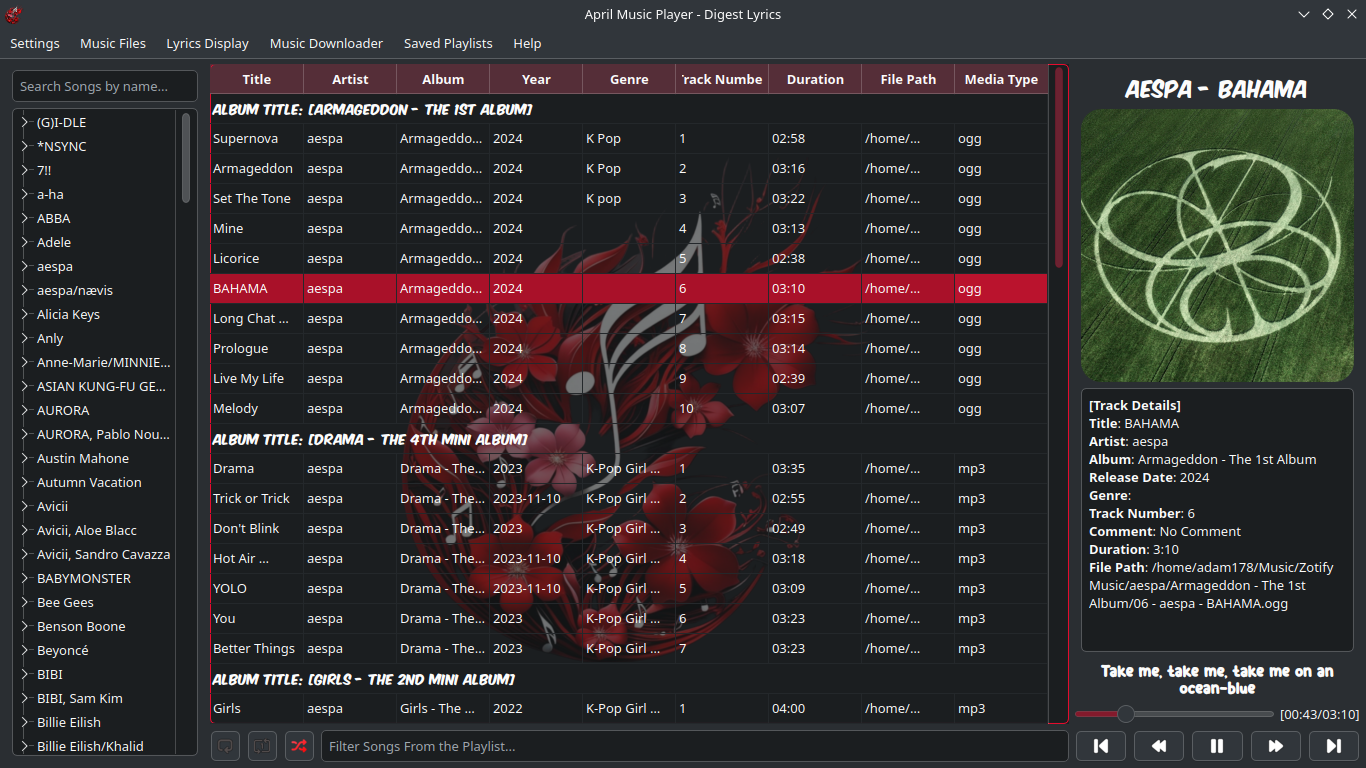 April Music Player - Digest Lyrics
Settings Music Files Lyrics Display Music Downloader Saved Playlists Help
Search Songs by name...
(G)I-DLE
*NSYNC
7!!
a-ha
ABBA
Adele
aespa
aespa/nævis
Alicia Keys
Anly
Anne-Marie/MINNIE...
ASIAN KUNG-FU GE...
AURORA
AURORA, Pablo Nou...
Austin Mahone
Autumn Vacation
Avicii
Avicii, Aloe Blacc
Avicii, Sandro Cavazza
BABYMONSTER
Bee Gees
Benson Boone
Beyoncé
BIBI
BIBI, Sam Kim
Billie Eilish
Billie Eilish/Khalid
Title Artist Album Year Genre Track Numbe Duration File Path Media Type
ALBUM TITLE: [ARMAGEDDON - THE 1ST ALBUM]
Supernova aespa Armageddo... 2024 K Pop 1 02:58 /home/... ogg
Armageddon aespa Armageddo... 2024 K Pop 2 03:16 /home/... ogg
Set The Tone aespa Armageddo... 2024 K pop 3 03:22 /home/... ogg
Mine aespa Armageddo... 2024 4 03:13 /home/... ogg
Licorice aespa Armageddo... 2024 5 02:38 /home/... ogg
BAHAMA aespa Armageddo... 2024 6 03:10 /home/... ogg
Long Chat ... aespa Armageddo... 2024 7 03:15 /home/... ogg
Prologue aespa Armageddo... 2024 8 03:14 /home/... ogg
Live My Life aespa Armageddo... 2024 9 02:39 /home/... ogg
Melody aespa Armageddo... 2024 10 03:07 /home/... ogg
ALBUM TITLE: [DRAMA - THE 4TH MINI ALBUM]
Drama aespa Drama - The... 2023 K-Pop Girl ... 1 03:35 /home/... mp3
Trick or Trick aespa Drama - The... 2023-11-10 K-Pop Girl ... 2 02:55 /home/... mp3
Don't Blink aespa Drama - The... 2023 K-Pop Girl ... 3 02:49 /home/... mp3
Hot Air ... aespa Drama - The... 2023-11-10 K-Pop Girl ... 4 03:18 /home/... mp3
YOLO aespa Drama - The... 2023-11-10 K-Pop Girl ... 5 03:09 /home/... mp3
You aespa Drama - The... 2023 K-Pop Girl ... 6 03:23 /home/... mp3
Better Things aespa Drama - The... 2023 K-Pop Girl ... 7 03:23 /home/... mp3
ALBUM TITLE: [GIRLS - THE 2ND MINI ALBUM]
Girls aespa Girls - The ... 2022 K-Pop Girl ... 1 04:00 /home/... mp3
Filter Songs From the Playlist...
AESPA - BAHAMA
[Track Details]
Title: BAHAMA
Artist: aespa
Album: Armageddon - The 1st Album
Release Date: 2024
Genre:
Track Number: 6
Comment: No Comment
Duration: 3:10
File Path: /home/adam178/Music/Zotify
Music/aespa/Armageddon - The 1st
Album/06 - aespa - BAHAMA.ogg
Take me, take me, take me on an
ocean-blue
[00:43/03:10]